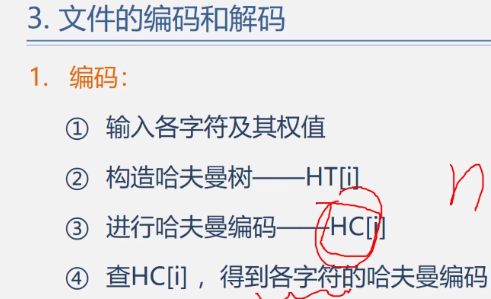 3. 文件的编码和解码
1. 编码：
① 输入各字符及其权值
② 构造哈夫曼树——HT[i]
③ 进行哈夫曼编码——HC[i]
④ 查HC[i] ，得到各字符的哈夫曼编码
n